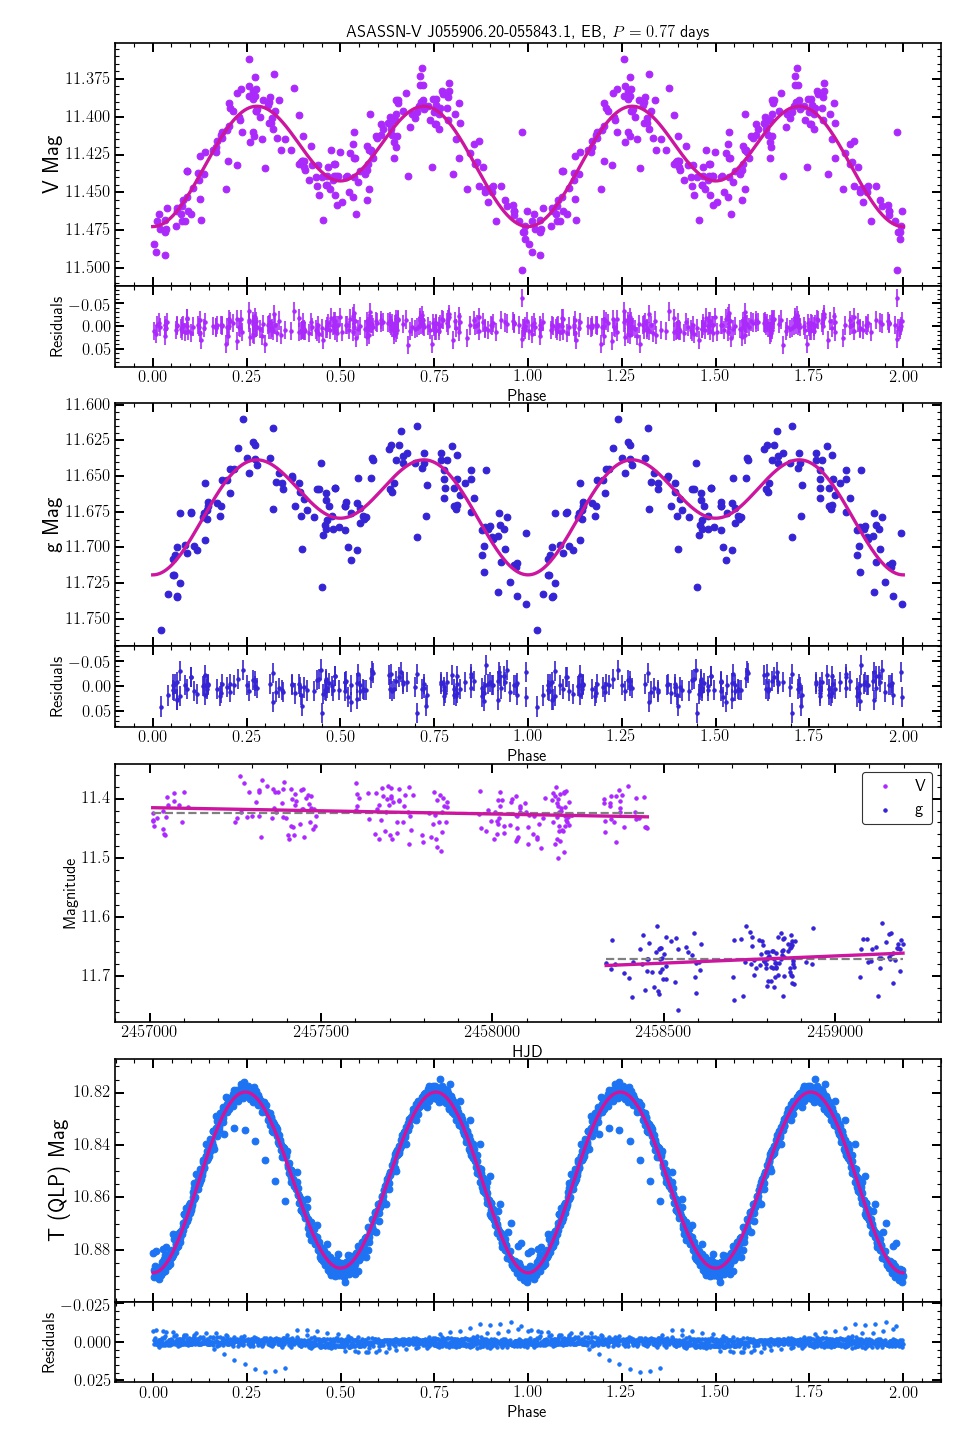 ASASSN-V J055906.20-055843.1, EB, P = 0.77 days
V Mag
11.375
11.400
11.425
11.450
11.475
11.500
Residuals
−0.05
0.00
0.05
0.00 0.25 0.50 0.75 1.00 1.25 1.50 1.75 2.00
Phase
g Mag
11.600
11.625
11.650
11.675
11.700
11.725
11.750
Residuals
−0.05
0.00
0.05
0.00 0.25 0.50 0.75 1.00 1.25 1.50 1.75 2.00
Phase
Magnitude
11.4
11.5
11.6
11.7
V
g
2457000 2457500 2458000 2458500 2459000
HJD
T (QLP) Mag
10.82
10.84
10.86
10.88
Residuals
−0.025
0.000
0.025
0.00 0.25 0.50 0.75 1.00 1.25 1.50 1.75 2.00
Phase